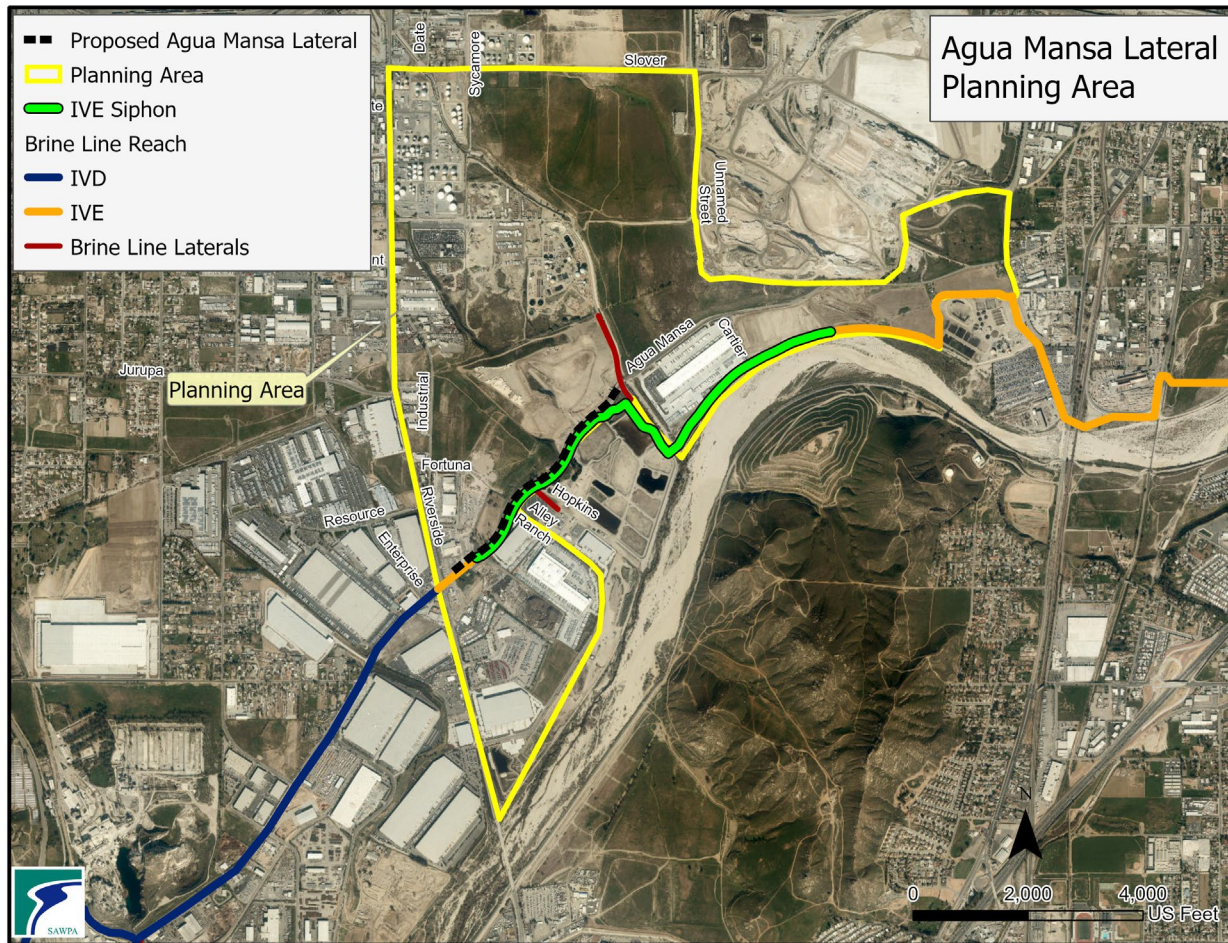 Proposed Agua Mansa Lateral
Planning Area
IVE Siphon
Brine Line Reach
IVD
IVE
Brine Line Laterals
Agua Mansa Lateral
Planning Area
Date
Sycamore
Slover
Unnamed
Street
Agua Mansa
Cartier
Jurupa
Planning Area
Industrial
Fortuna
Riverside
Resource
Enterprise
Hopkins
Alley
Ranch
N
0 2,000 4,000
US Feet
SAWPA